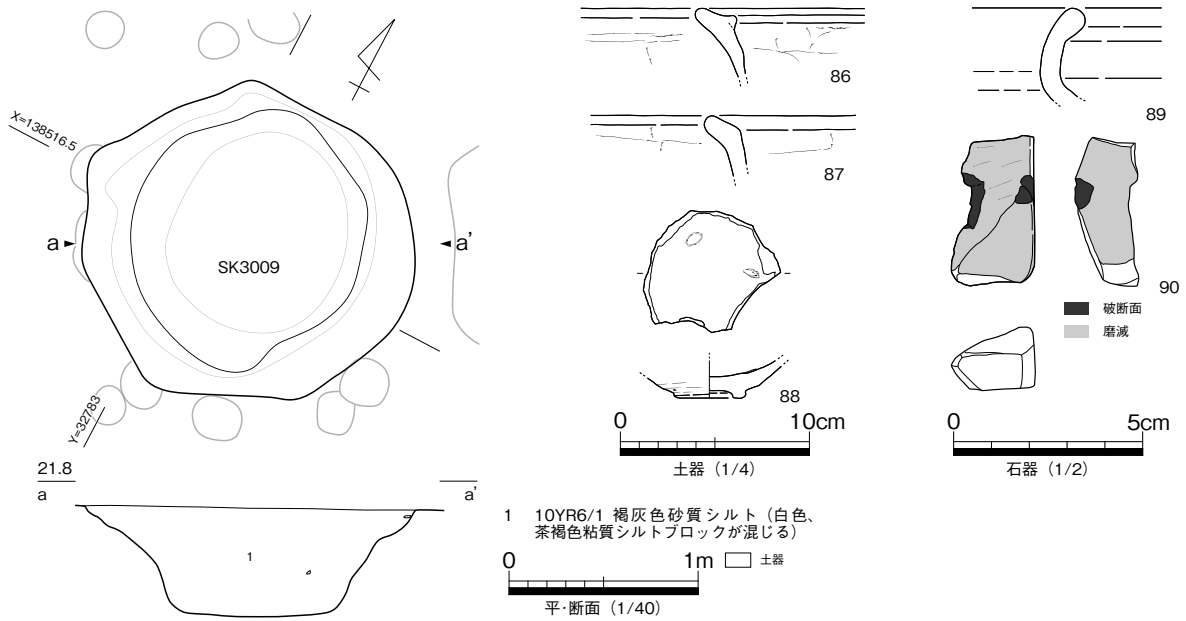 X=138516.5
a
a'
SK3009
Y=32783
21.8
a
a'
1
1 10YR6/1 褐灰色砂質シルト（白色、
茶褐色粘質シルトブロックが混じる）
0
1m
土器
平・断面（1/40）
86
87
88
0
10cm
土器（1/4）
89
90
破断面
磨滅
0
5cm
石器（1/2）